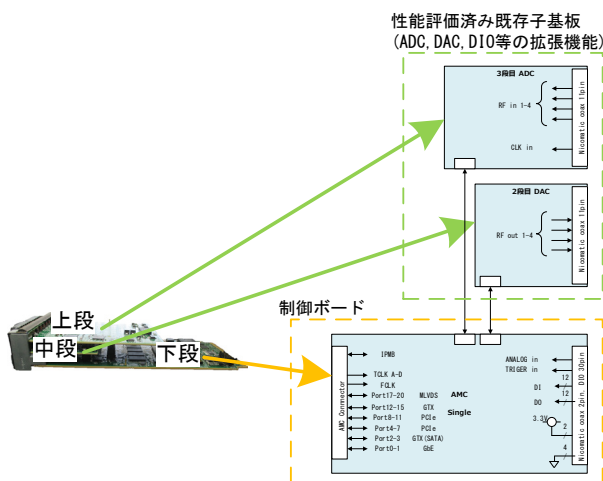 性能評価済み既存子基板
(ADC,DAC,DIO等の拡張機能)
3段目 ADC
RF in 1-4
CLK in
Nicomatic coax 11pin
2段目 DAC
RF out 1-4
Nicomatic coax 11pin
制御ボード
上段
中段
下段
AMC Connector
IPMB
TCLK A-D
FCLK
Port17-20 MLVDS
Port12-15 GTX
Port8-11 PCIe
Port4-7 PCIe
Port2-3 GTX(SATA)
Port0-1 GbE
AMC
Single
ANALOG in
TRIGER in
12
DI
12
DO
3.3V
2
4
Nicomatic coax 2pin, DIO 30pin